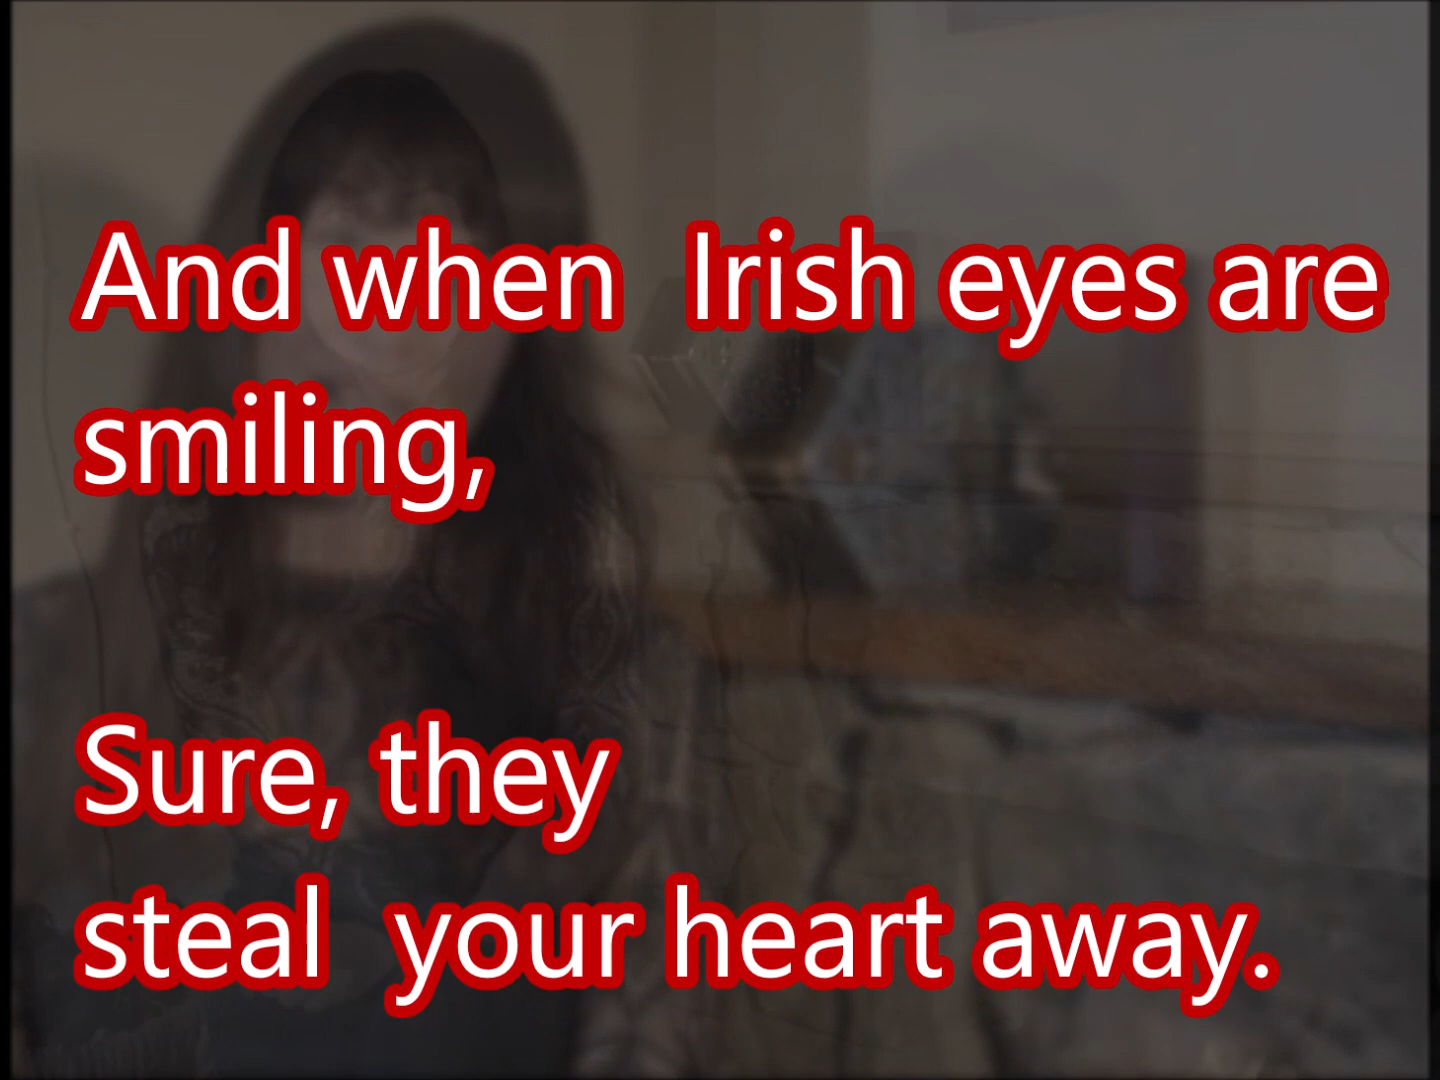 And when  Irish eyes are
smiling,
Sure, they
steal  your heart away.